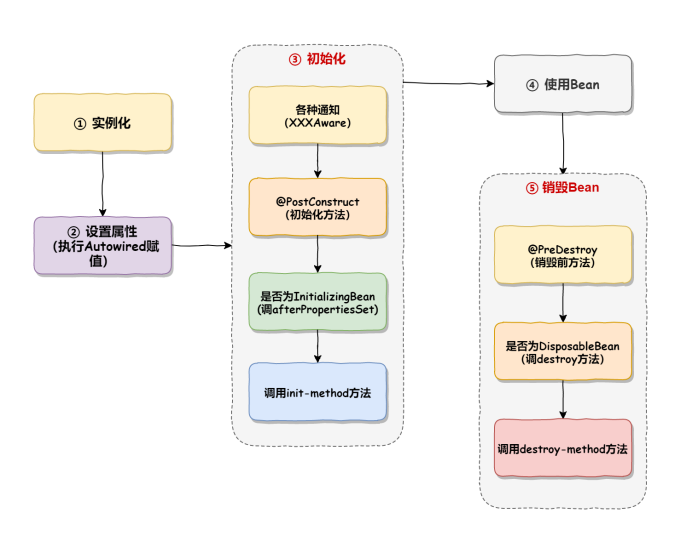 ① 实例化
② 设置属性
(执行Autowired赋
值)
③ 初始化
各种通知
(XXXAware)
@PostConstruct
(初始化方法)
是否为InitializingBean
(调afterPropertiesSet)
调用init-method方法
④ 使用Bean
⑤ 销毁Bean
@PreDestroy
(销毁前方法)
是否为DisposableBean
(调destroy方法)
调用destroy-method方法